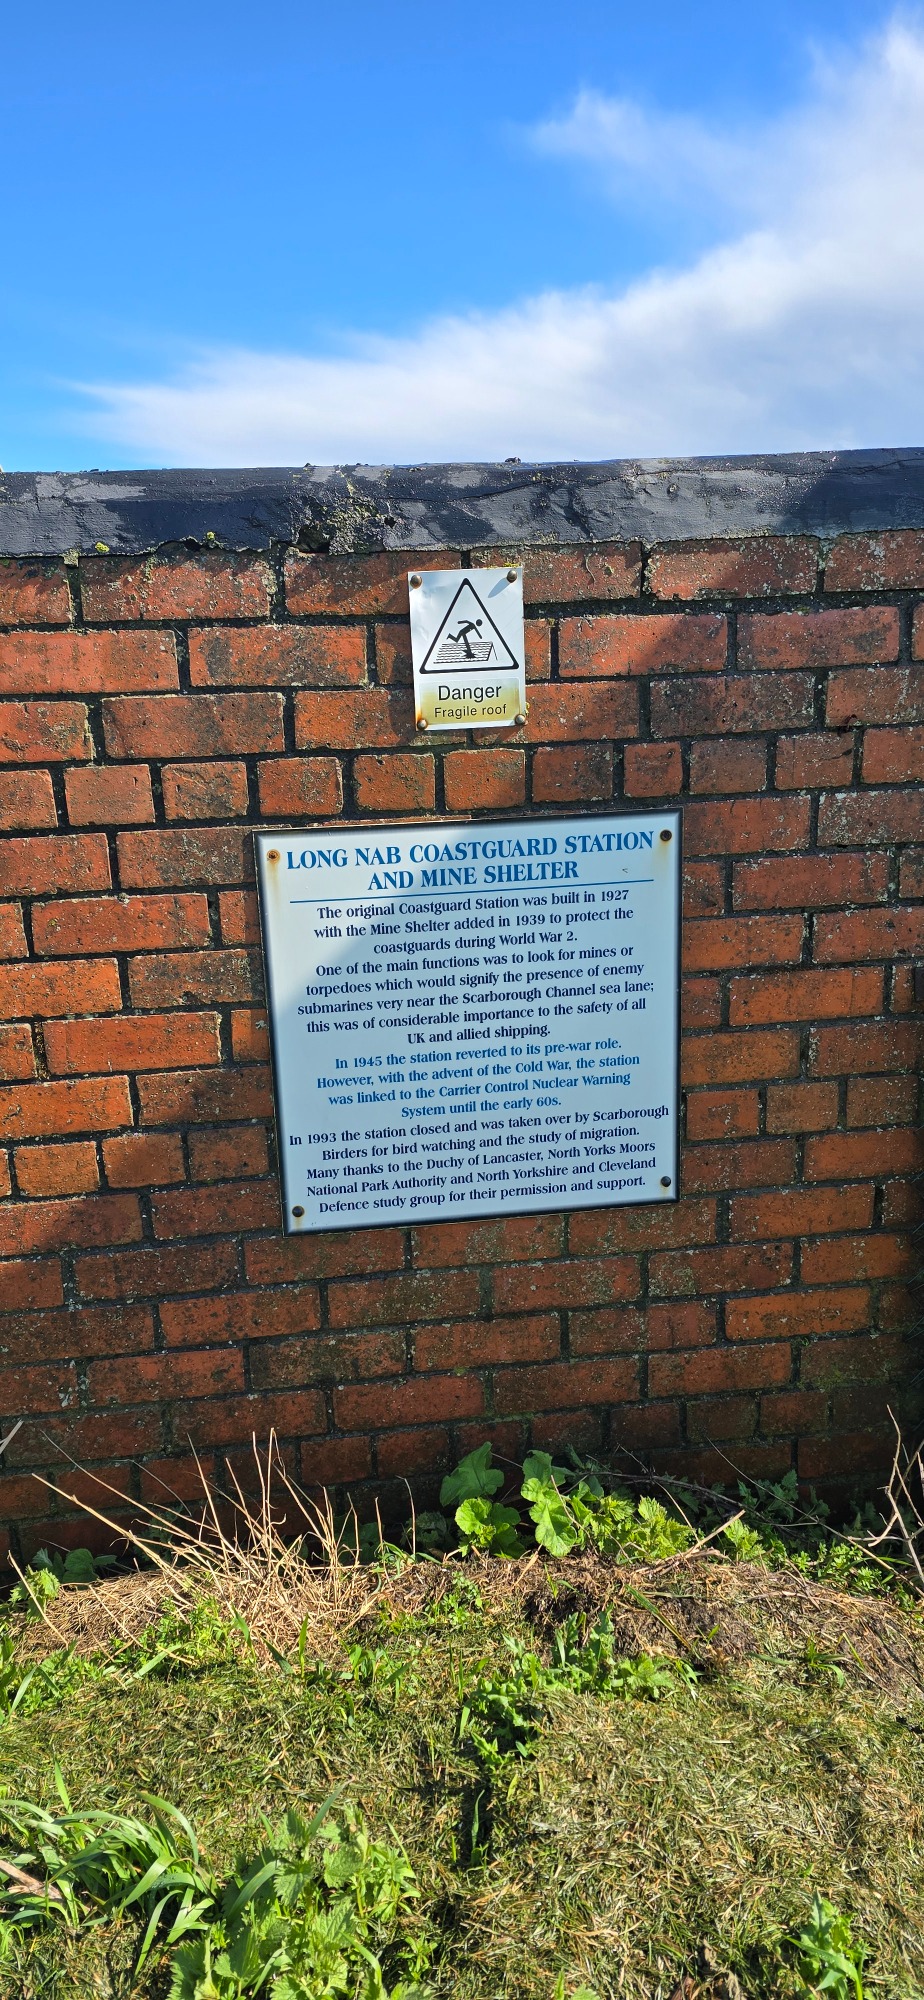 Danger
Fragile roof
LONG NAB COASTGUARD STATION
AND MINE SHELTER
The original Coastguard Station was built in 1927
with the Mine Shelter added in 1939 to protect the
coastguards during World War 2.
One of the main functions was to look for mines or
torpedoes which would signify the presence of enemy
submarines very near the Scarborough Channel sea lane;
this was of considerable importance to the safety of all
UK and allied shipping.
In 1945 the station reverted to its pre-war role.
However, with the advent of the Cold War, the station
was linked to the Carrier Control Nuclear Warning
System until the early 60s.
In 1993 the station closed and was taken over by Scarborough
Birders for bird watching and the study of migration.
Many thanks to the Duchy of Lancaster, North Yorks Moors
National Park Authority and North Yorkshire and Cleveland
Defence study group for their permission and support.